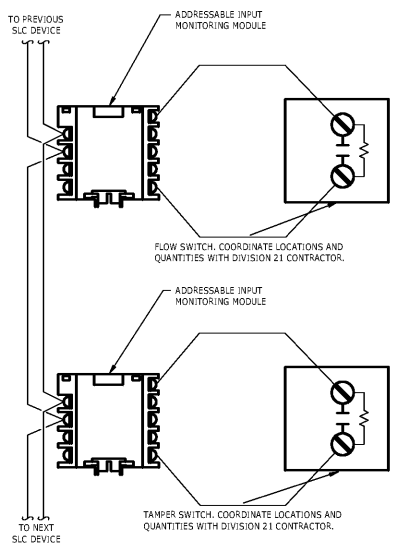 TO PREVIOUS
SLC DEVICE
ADDRESSABLE INPUT
MONITORING MODULE
FLOW SWITCH. COORDINATE LOCATIONS AND
QUANTITIES WITH DIVISION 21 CONTRACTOR.
ADDRESSABLE INPUT
MONITORING MODULE
TAMPER SWITCH. COORDINATE LOCATIONS AND
QUANTITIES WITH DIVISION 21 CONTRACTOR.
TO NEXT
SLC DEVICE